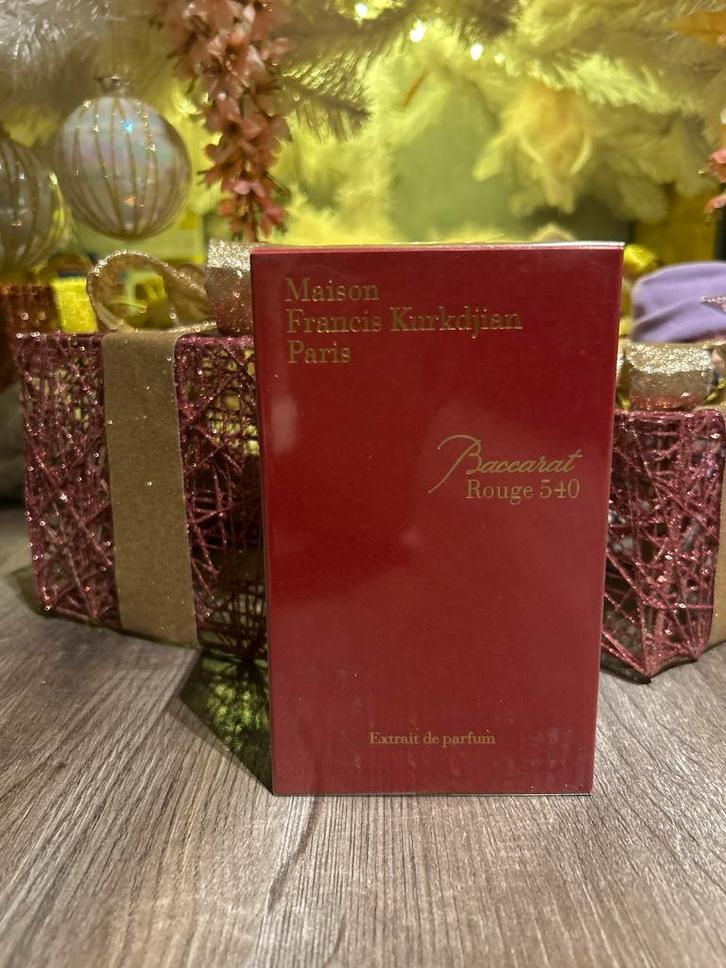 Maison
Francis Kurkdjian
Paris
Baccarat
Rouge 540
Extrait de parfum